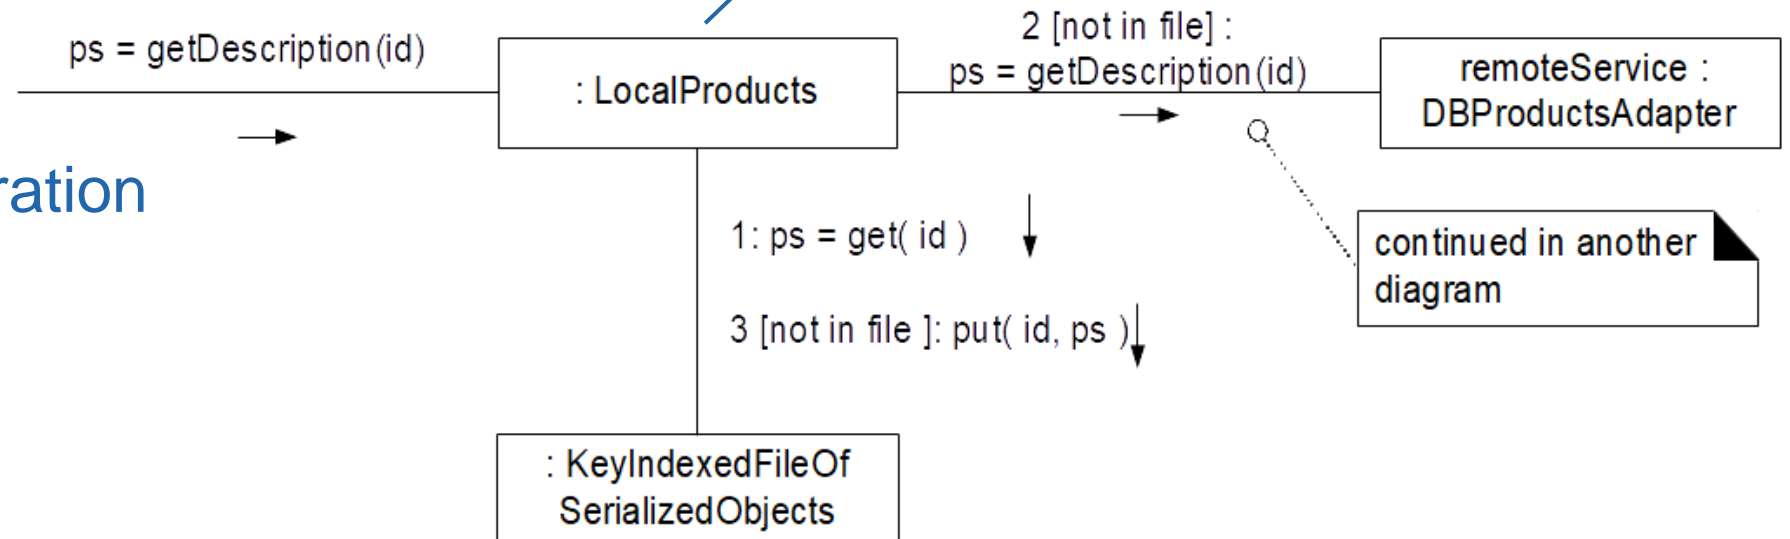 ps = getDescription(id)
: LocalProducts
2 [not in file] :
ps = getDescription(id)
remoteService :
DBProductsAdapter
ration
1: ps = get( id )
continued in another
diagram
3 [not in file ]: put( id, ps )
: KeyIndexedFileOf
SerializedObjects